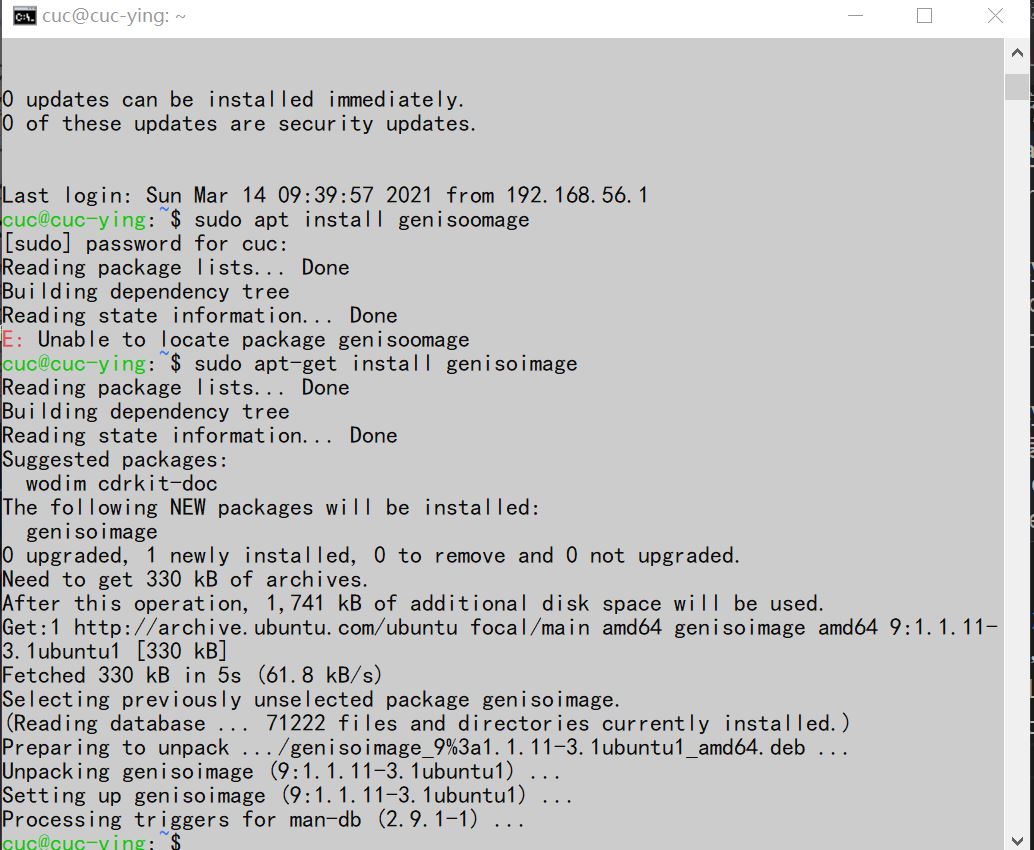 cuc@cuc-ying: ~
0 updates can be installed immediately.
0 of these updates are security updates.
Last login: Sun Mar 14 09:39:57 2021 from 192.168.56.1
cuc@cuc-ying:~$ sudo apt install genisoomage
[sudo] password for cuc:
Reading package lists... Done
Building dependency tree
Reading state information... Done
E: Unable to locate package genisoomage
cuc@cuc-ying:~$ sudo apt-get install genisoimage
Reading package lists... Done
Building dependency tree
Reading state information... Done
Suggested packages:
  wodim cdrkit-doc
The following NEW packages will be installed:
  genisoimage
0 upgraded, 1 newly installed, 0 to remove and 0 not upgraded.
Need to get 330 kB of archives.
After this operation, 1,741 kB of additional disk space will be used.
Get:1 http://archive.ubuntu.com/ubuntu focal/main amd64 genisoimage amd64 9:1.1.11-
3.1ubuntu1 [330 kB]
Fetched 330 kB in 5s (61.8 kB/s)
Selecting previously unselected package genisoimage.
(Reading database ... 71222 files and directories currently installed.)
Preparing to unpack .../genisoimage_9%3a1.1.11-3.1ubuntu1_amd64.deb ...
Unpacking genisoimage (9:1.1.11-3.1ubuntu1) ...
Setting up genisoimage (9:1.1.11-3.1ubuntu1) ...
Processing triggers for man-db (2.9.1-1) ...
cuc@cuc-ying:~$